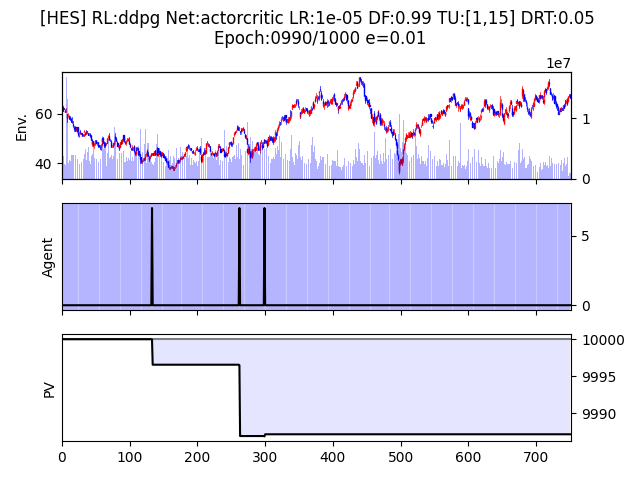 [HES] RL:ddpg Net:actorcritic LR:1e-05 DF:0.99 TU:[1,15] DRT:0.05
Epoch:0990/1000 e=0.01
1e7
60
40
Env.
1
0
Agent
5
0
PV
10000
9995
9990
0 100 200 300 400 500 600 700